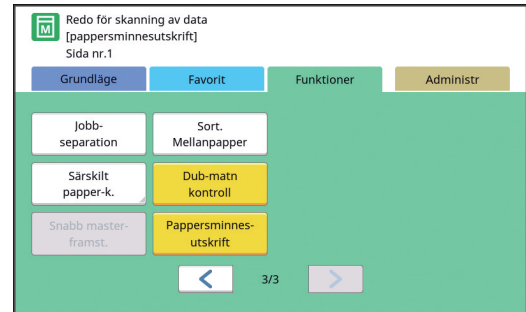 M
Redo för skanning av data
[pappersminnesutskrift]
Sida nr.1
Grundläge
Favorit
Funktioner
Administr
Jobb-
separation
Sort.
Mellanpapper
Särskilt
papper-k.
Dub-matn
kontroll
Snabb master-
framst.
Pappersminnes-
utskrift
3/3